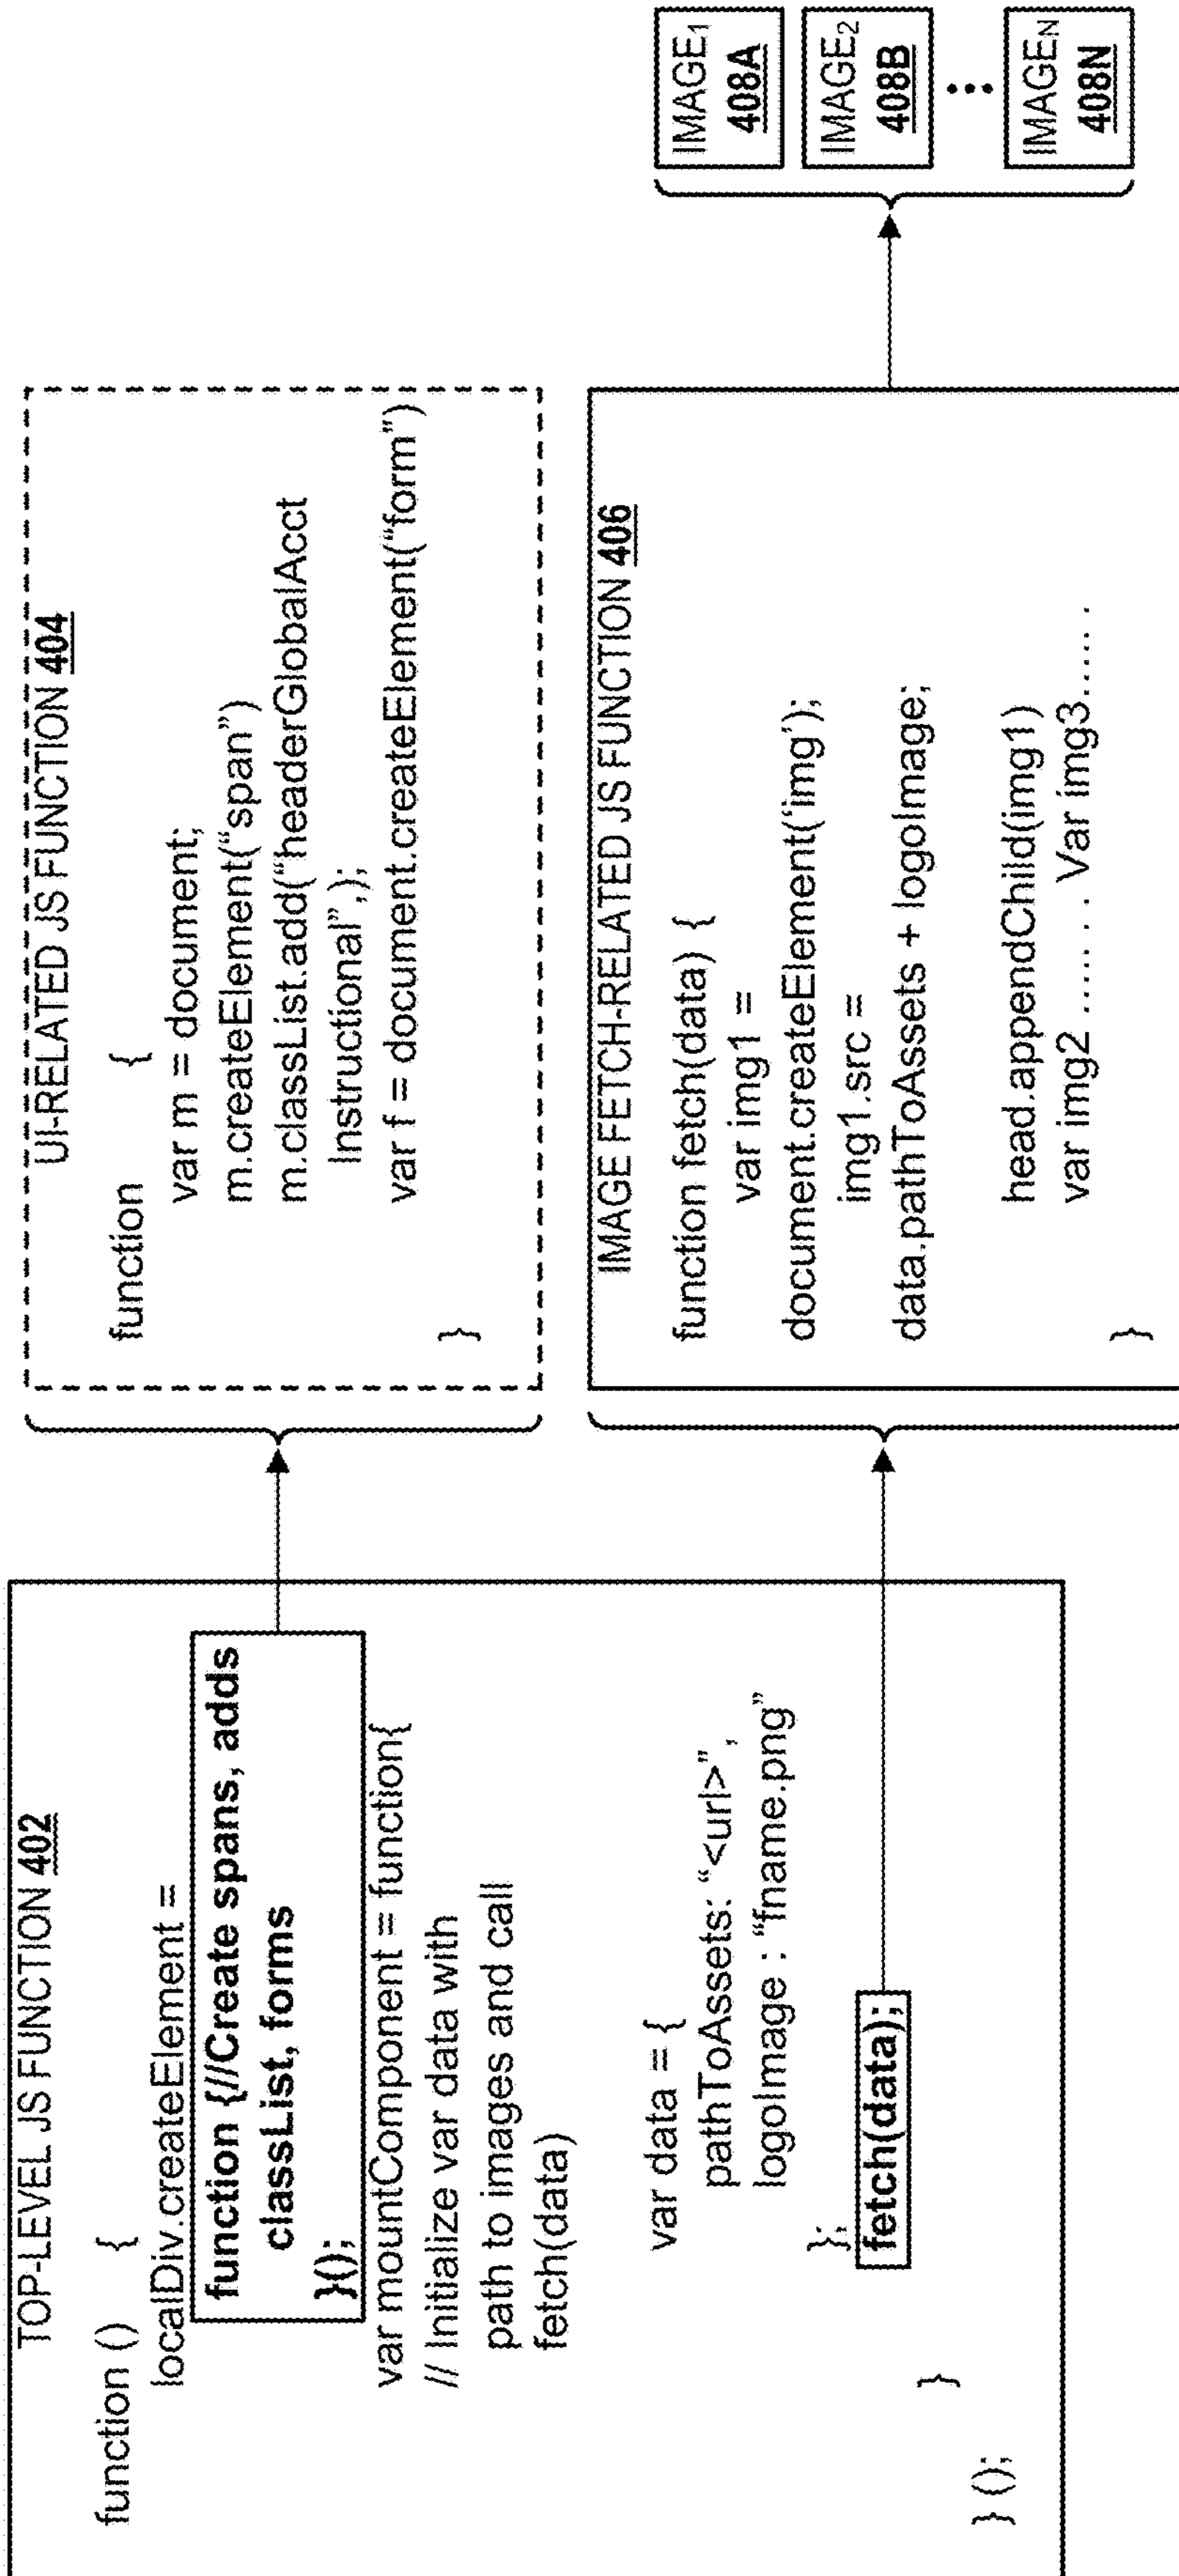 TOP-LEVEL JS FUNCTION 402
function () {
localDiv.createElement =
function {//Create spans, adds
classList, forms
}();
var mountComponent = function{
// Initialize var data with
path to images and call
fetch(data)
var data = {
pathToAssets: “<url>”,
logoImage : “fname.png”
};
fetch(data);
}
} ();
UI-RELATED JS FUNCTION 404
function {
var m = document;
m.createElement(“span”)
m.classList.add(“headerGlobalAcct
Instructional”,);
var f = document.createElement(“form”)
}
IMAGE FETCH-RELATED JS FUNCTION 406
function fetch(data) {
var img1 =
document.createElement(‘img’);
img1.src =
data.pathToAssets + logoImage;
head.appendChild(img1)
var img2 ..... . . Var img3..... .
}
IMAGE1
408A
IMAGE2
408B
...
IMAGEN
408N